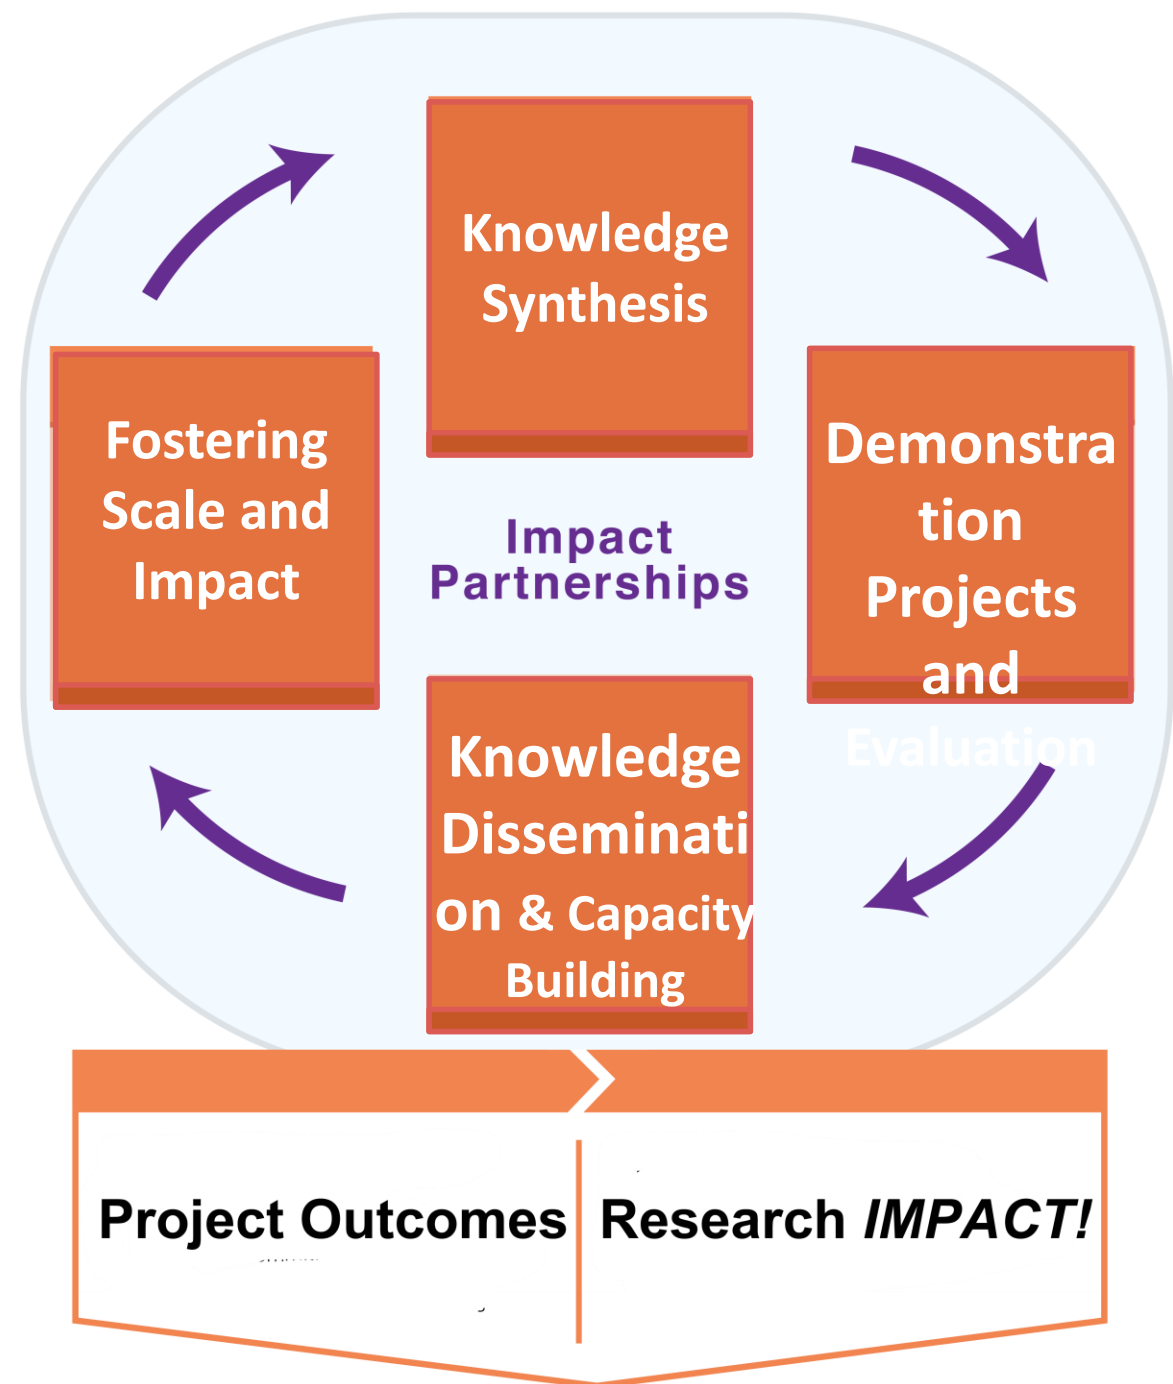 Knowledge
Synthesis
Demonstra
tion
Projects
and
Evaluation
Knowledge
Disseminati
on & Capacity
Building
Fostering
Scale and
Impact
Impact
Partnerships
Project Outcomes
Research IMPACT!